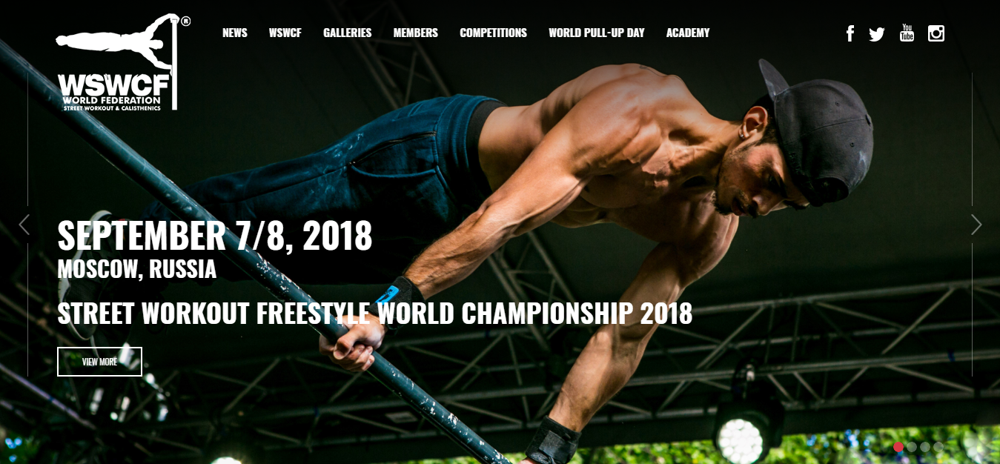 NEWS WSWCF GALLERIES MEMBERS COMPETITIONS WORLD PULL-UP DAY ACADEMY
You
Tube
®
WSWCF
WORLD FEDERATION
STREET WORKOUT & CALISTHENICS
SEPTEMBER 7/8, 2018
MOSCOW, RUSSIA
STREET WORKOUT FREESTYLE WORLD CHAMPIONSHIP 2018
VIEW MORE